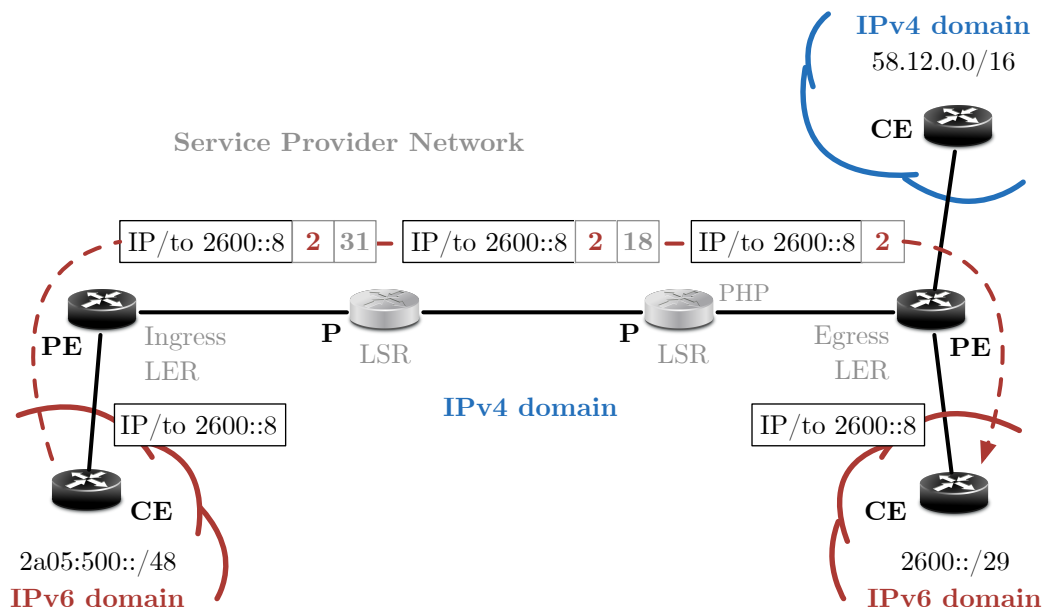 IPv4 domain
58.12.0.0/16
CE
Service Provider Network
IP/to 2600::8 2 31
IP/to 2600::8 2 18
IP/to 2600::8 2
PHP
PE
Ingress
LER
P
LSR
P
LSR
Egress
LER
PE
IPv4 domain
IP/to 2600::8
IP/to 2600::8
CE
CE
2a05:500::/48
IPv6 domain
2600::/29
IPv6 domain